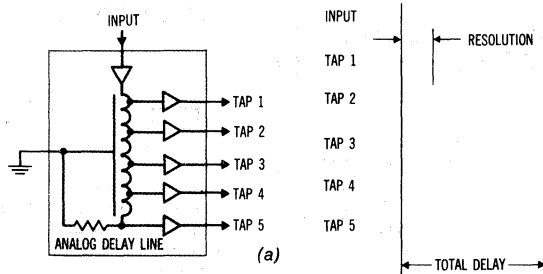 INPUT
TAP 1
TAP 2
TAP 3
TAP 4
TAP 5
ANALOG DELAY LINE
(a)
INPUT
RESOLUTION
TAP 1
TAP 2
TAP 3
TAP 4
TAP 5
TOTAL DELAY